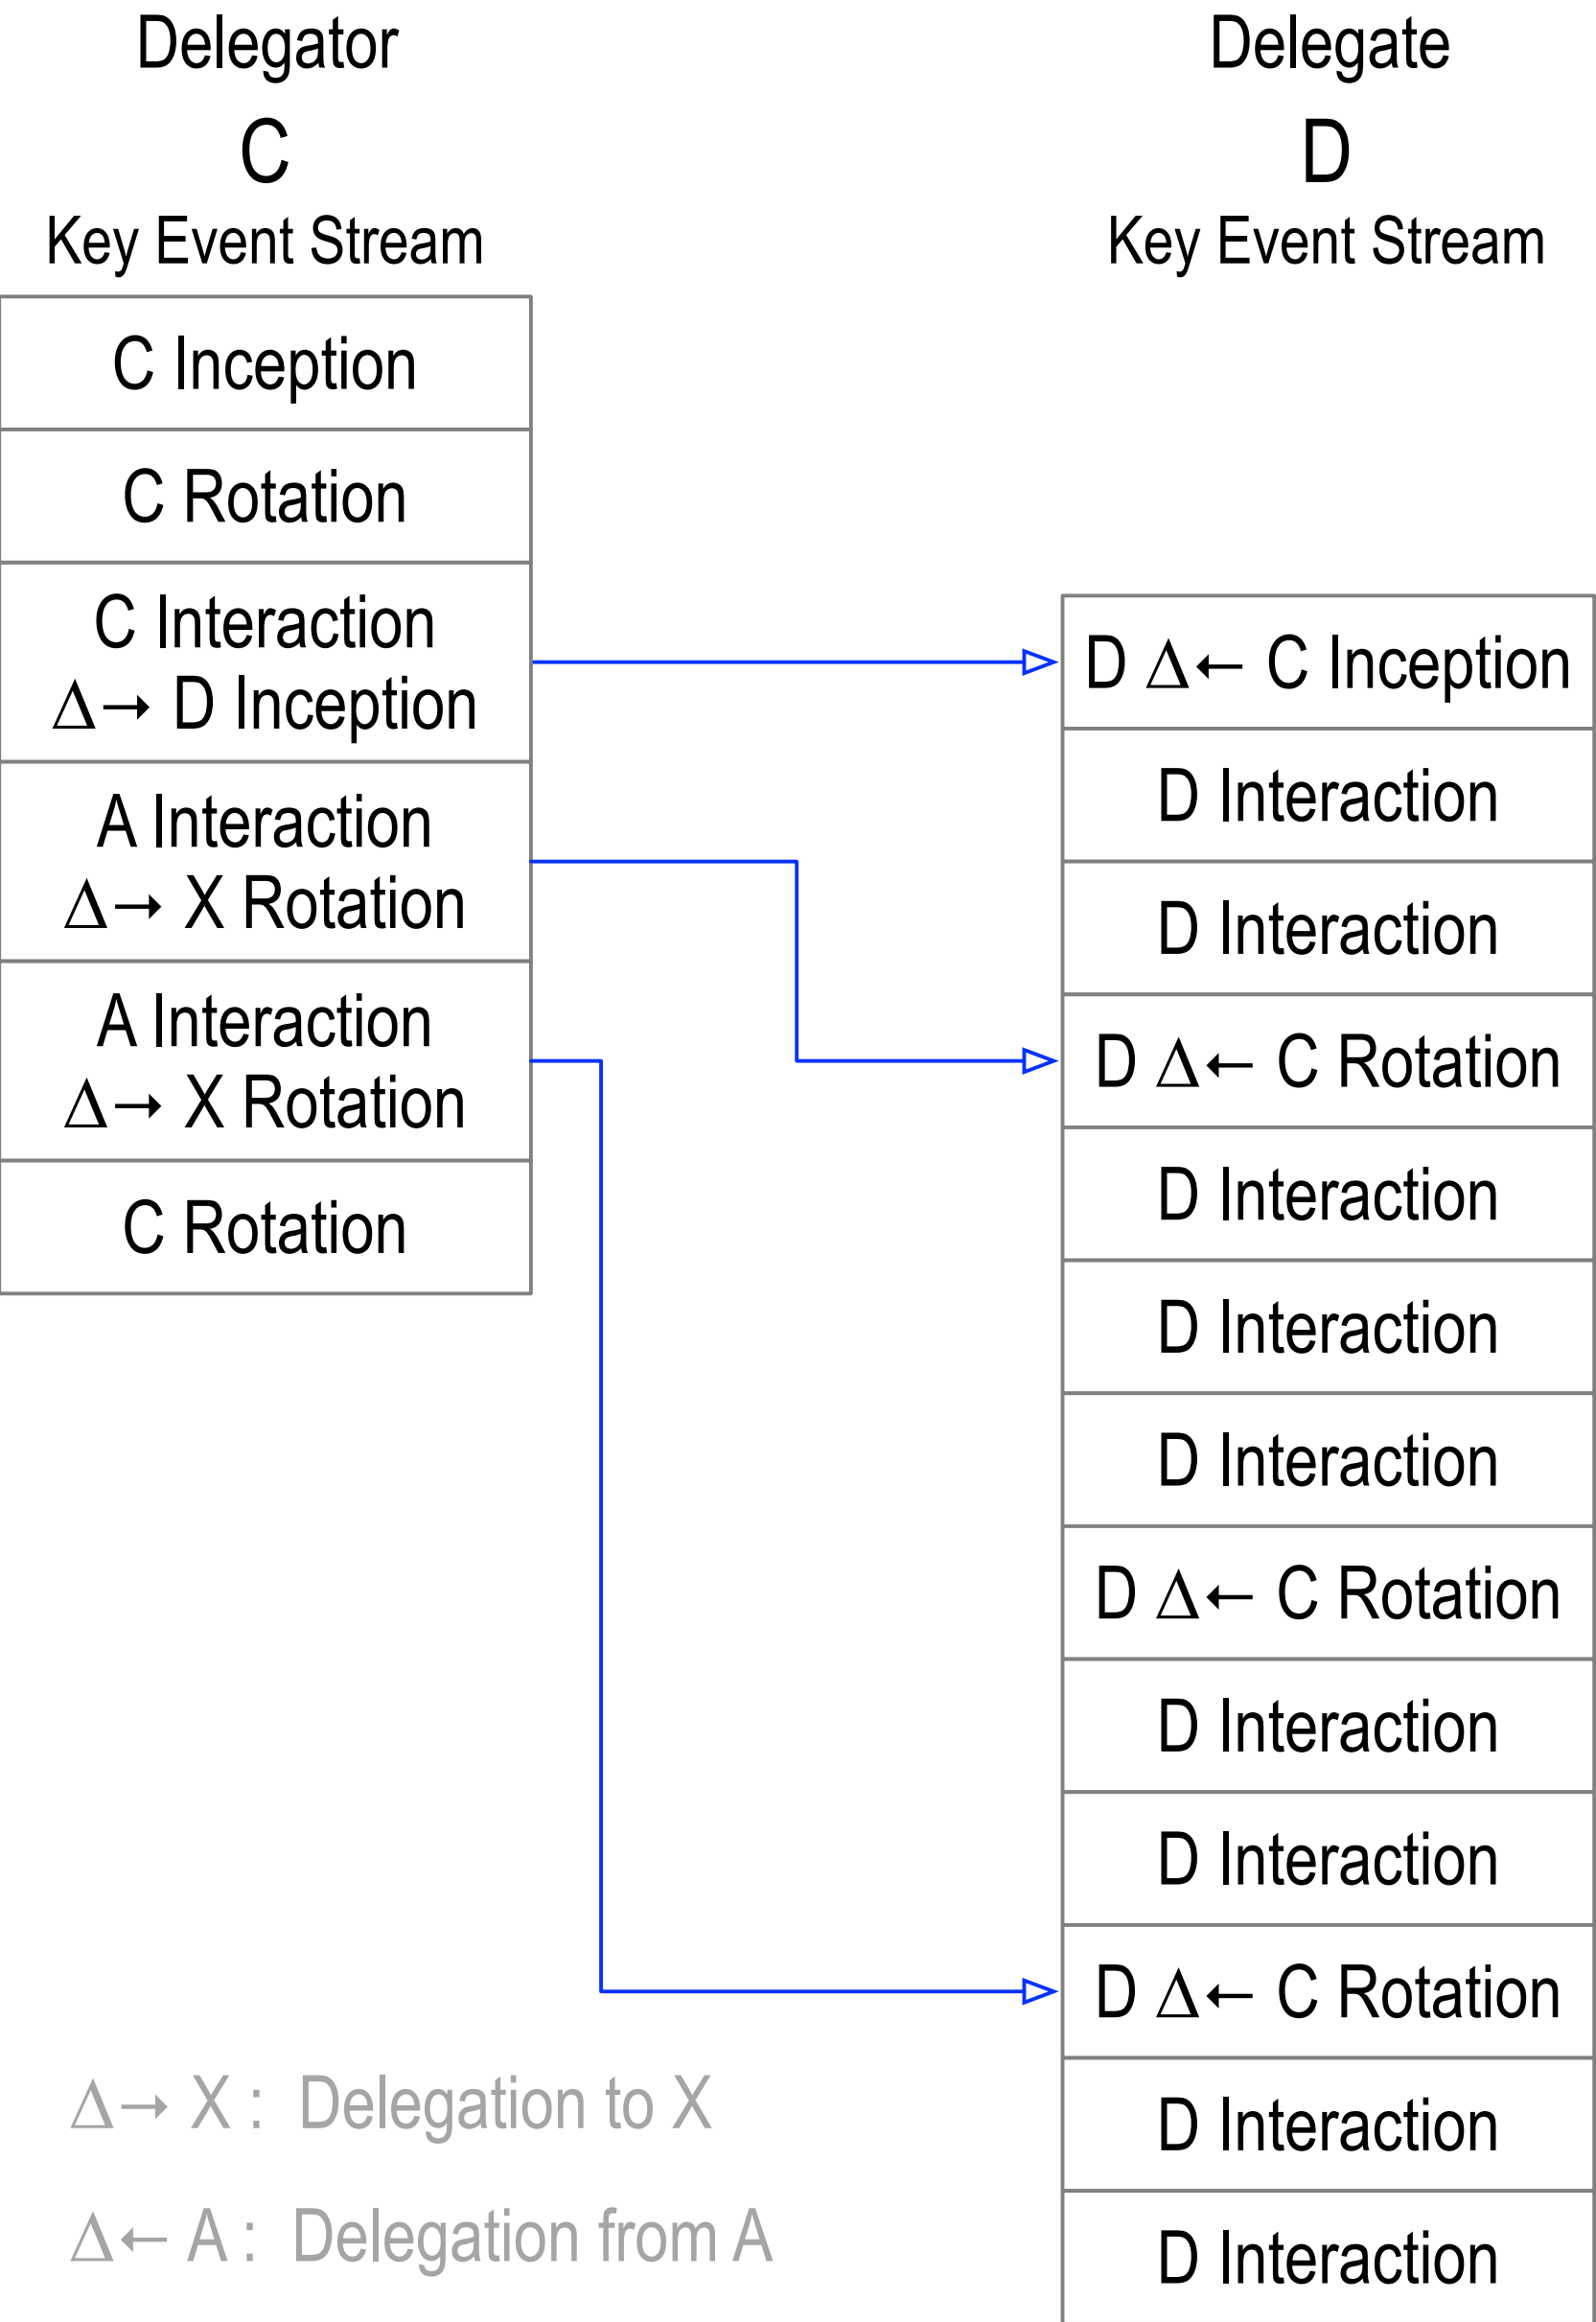 Delegator
C
Key Event Stream
C Inception
C Rotation
C Interaction
Δ→ D Inception
A Interaction
Δ→ X Rotation
A Interaction
Δ→ X Rotation
C Rotation
Delegate
D
Key Event Stream
D Δ← C Inception
D Interaction
D Interaction
D Δ← C Rotation
D Interaction
D Interaction
D Interaction
D Δ← C Rotation
D Interaction
D Interaction
D Δ← C Rotation
D Interaction
D Interaction
Δ→ X : Delegation to X
Δ← A : Delegation from A